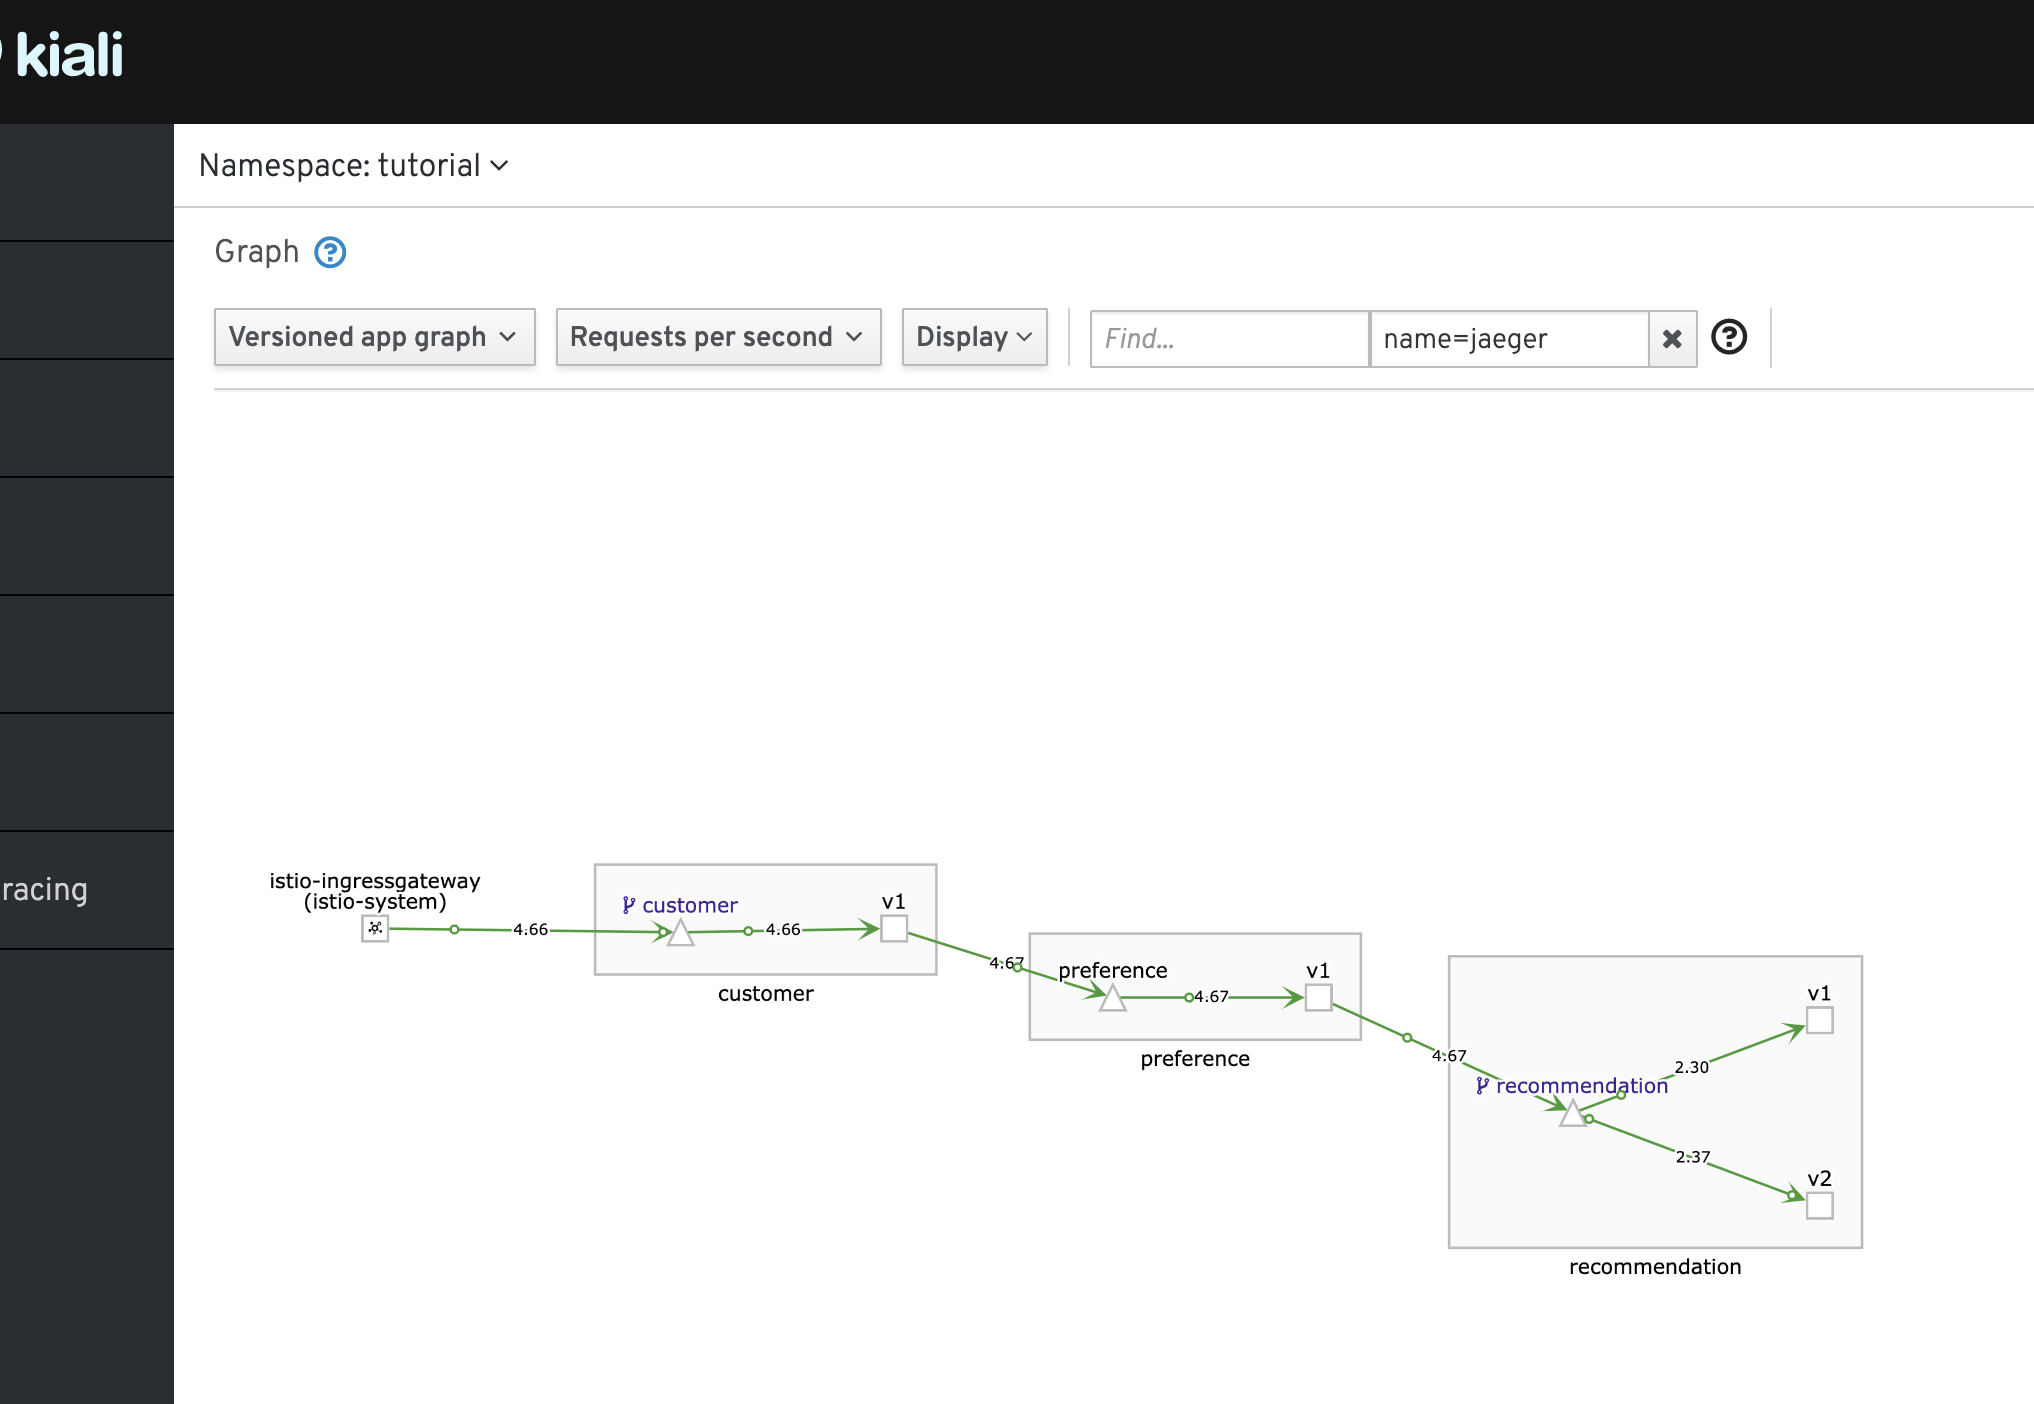 kiali
Namespace: tutorial
Graph
Versioned app graph
Requests per second
Display
Find...
name=jaeger
racing
istio-ingressgateway
(istio-system)
4.66
customer
4.66
v1
customer
4.67
preference
4.67
v1
preference
4.67
recommendation
2.30
v1
2.37
v2
recommendation